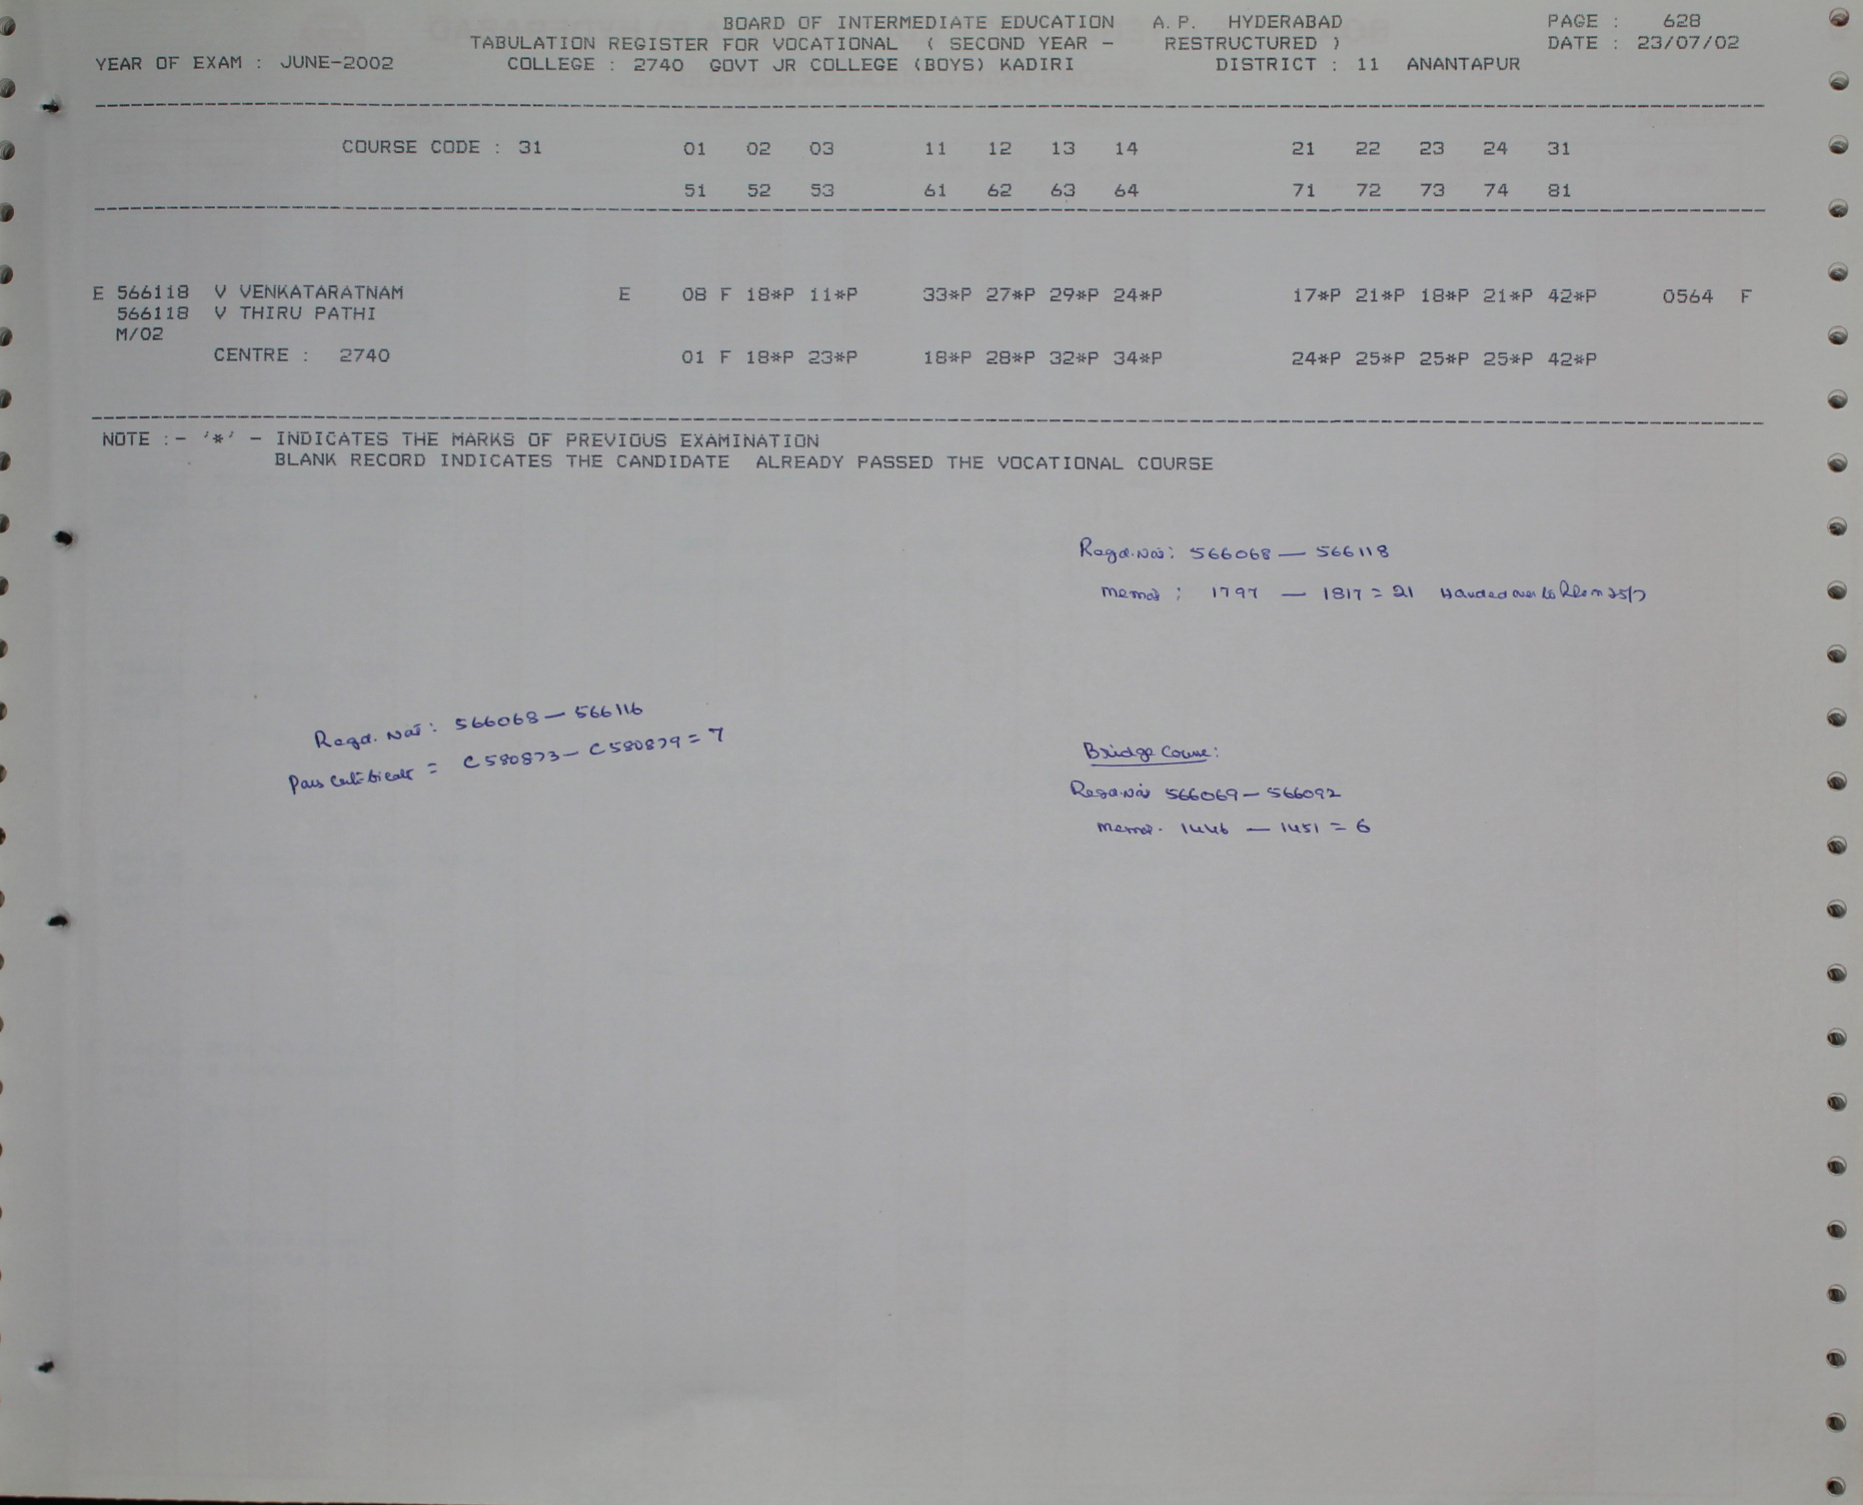 BOARD OF INTERMEDIATE EDUCATION A.P. HYDERABAD PAGE : 628
TABULATION REGISTER FOR VOCATIONAL ( SECOND YEAR - RESTRUCTURED ) DATE : 23/07/02
YEAR OF EXAM : JUNE-2002 COLLEGE : 2740 GOVT JR COLLEGE (BOYS) KADIRI DISTRICT : 11 ANANTAPUR
COURSE CODE : 31 01 02 03 11 12 13 14 21 22 23 24 31
51 52 53 61 62 63 64 71 72 73 74 81
E 566118 V VENKATARATNAM E 08 F 18*P 11*P 33*P 27*P 29*P 24*P 17*P 21*P 18*P 21*P 42*P 0564 F
566118 V THIRU PATHI
M/02
CENTRE : 2740 01 F 18*P 23*P 18*P 28*P 32*P 34*P 24*P 25*P 25*P 25*P 42*P
NOTE :- '*' - INDICATES THE MARKS OF PREVIOUS EXAMINATION
BLANK RECORD INDICATES THE CANDIDATE ALREADY PASSED THE VOCATIONAL COURSE
Regd.Nos: 566068 — 566118
Memos : 1797 — 1817 = 21 Handed over to
Regd. Nos : 566068 — 566116
Pass Certificate = C580873 — C580879 = 7
Bridge Course:
Regd.Nos 566069 — 566092
Memos. 1446 — 1451 = 6